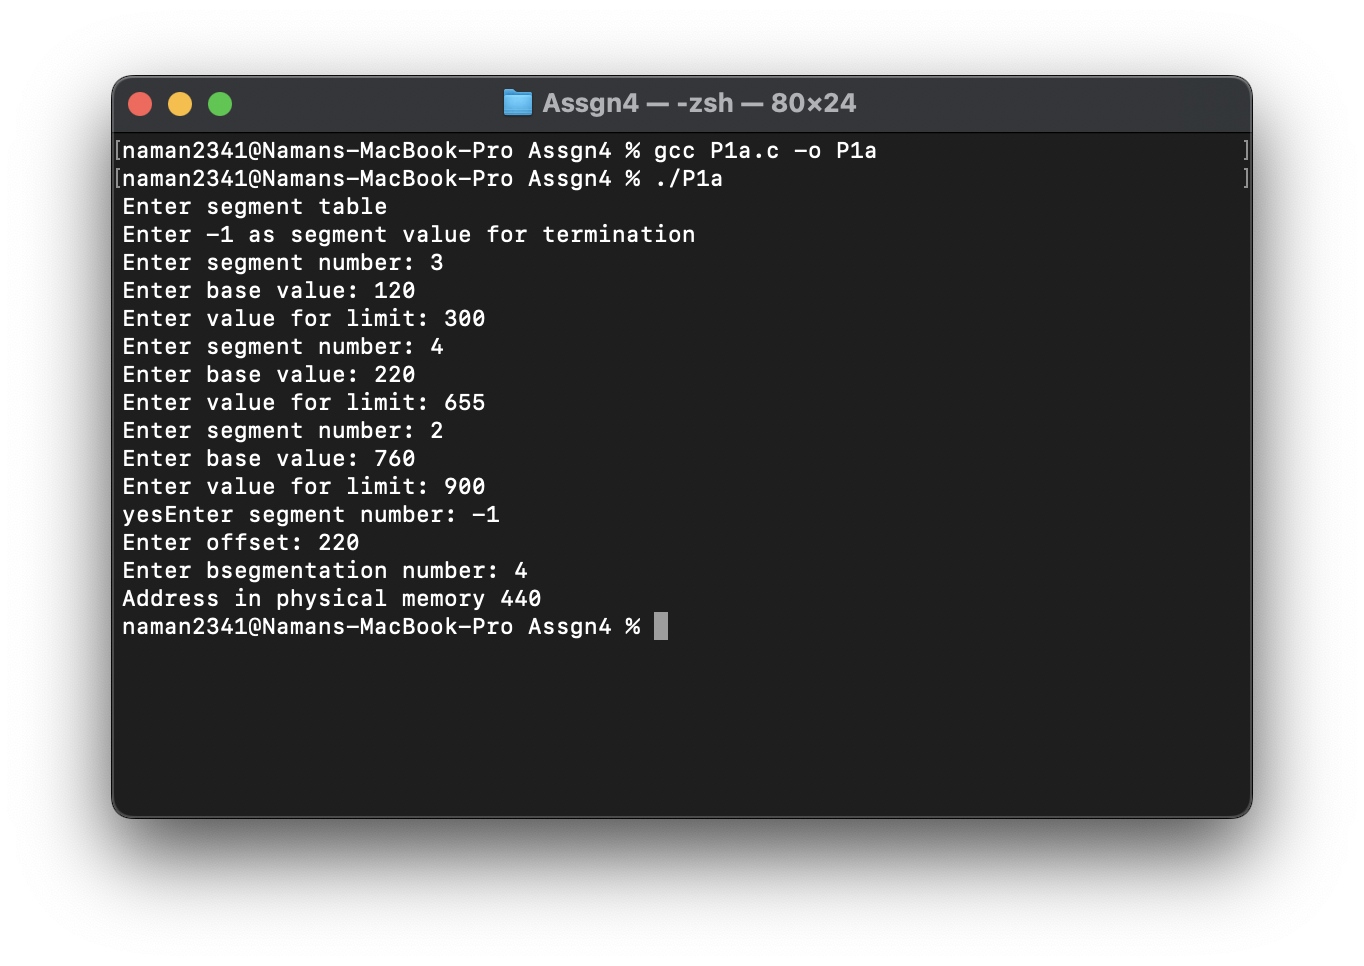 Assgn4 — -zsh — 80×24
[naman2341@Namans-MacBook-Pro Assgn4 % gcc P1a.c -o P1a ]
[naman2341@Namans-MacBook-Pro Assgn4 % ./P1a ]
Enter segment table
Enter -1 as segment value for termination
Enter segment number: 3
Enter base value: 120
Enter value for limit: 300
Enter segment number: 4
Enter base value: 220
Enter value for limit: 655
Enter segment number: 2
Enter base value: 760
Enter value for limit: 900
yesEnter segment number: -1
Enter offset: 220
Enter bsegmentation number: 4
Address in physical memory 440
naman2341@Namans-MacBook-Pro Assgn4 %